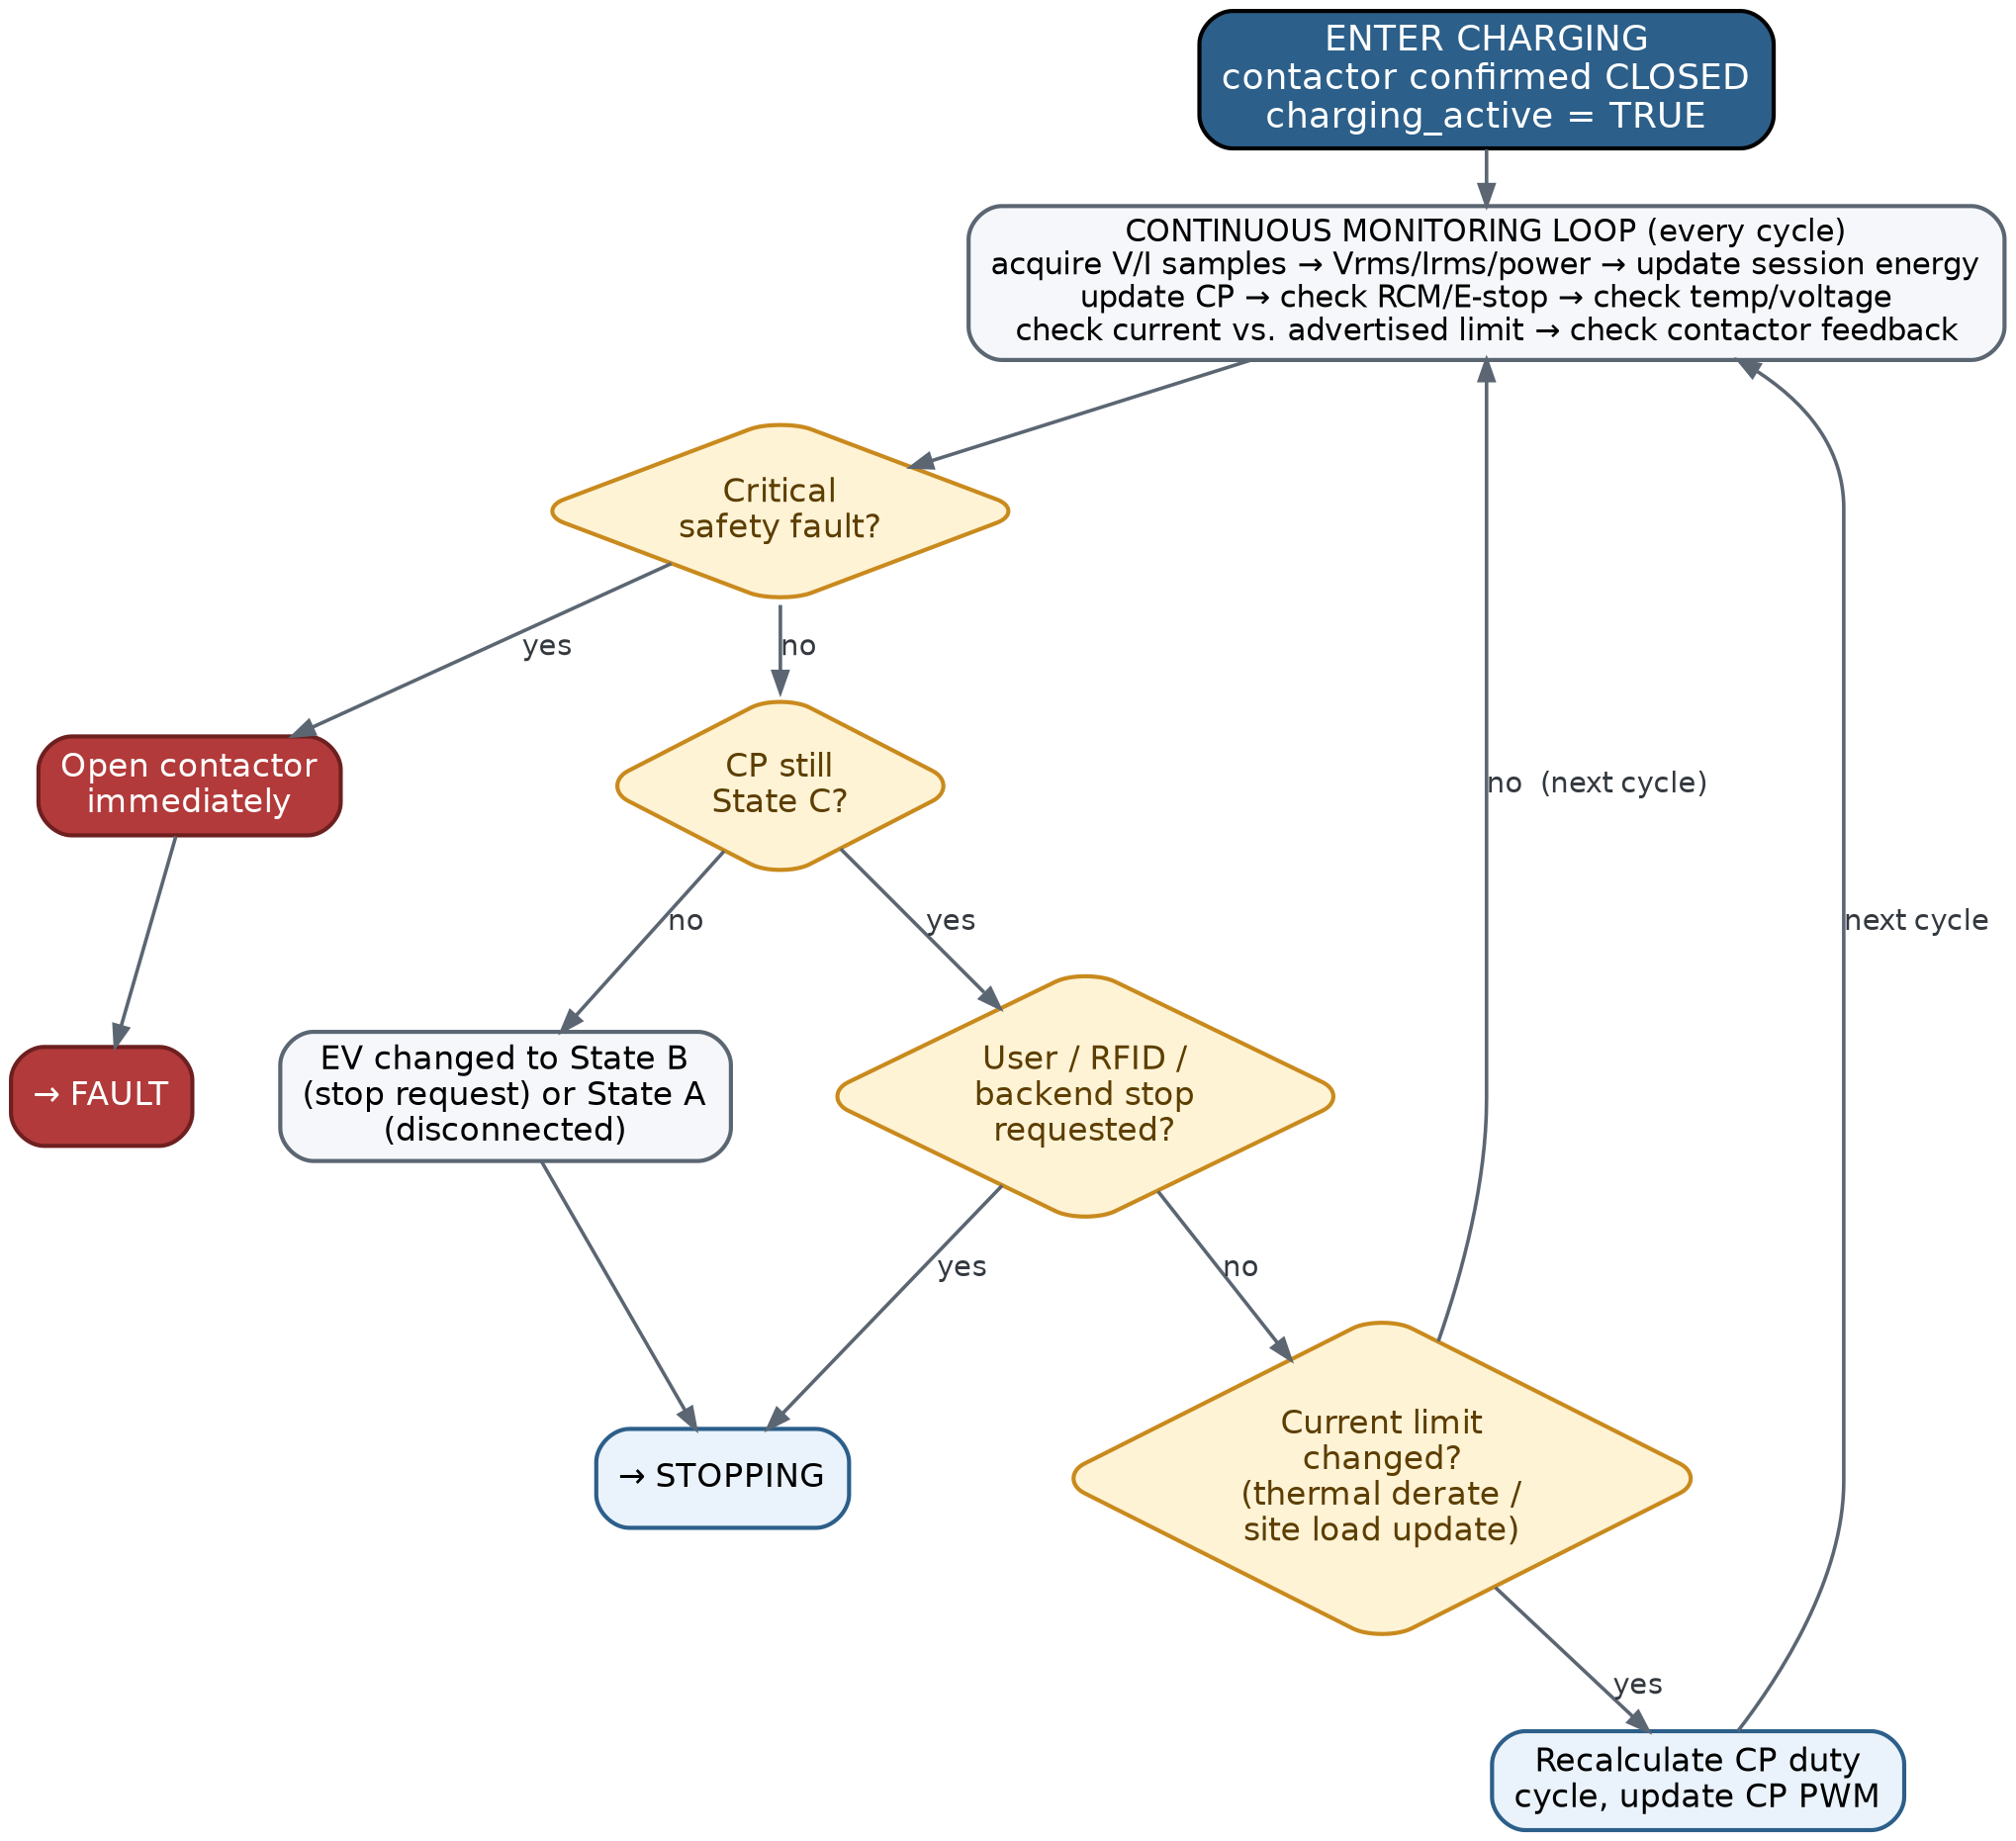 ENTER CHARGING
contactor confirmed CLOSED
charging_active = TRUE
CONTINUOUS MONITORING LOOP (every cycle)
acquire V/I samples → Vrms/Irms/power → update session energy
update CP → check RCM/E-stop → check temp/voltage
check current vs. advertised limit → check contactor feedback
Critical
safety fault?
yes
no
Open contactor
immediately
CP still
State C?
no (next cycle)
no
yes
next cycle
→ FAULT
EV changed to State B
(stop request) or State A
(disconnected)
User / RFID /
backend stop
requested?
yes
no
→ STOPPING
Current limit
changed?
(thermal derate /
site load update)
yes
Recalculate CP duty
cycle, update CP PWM